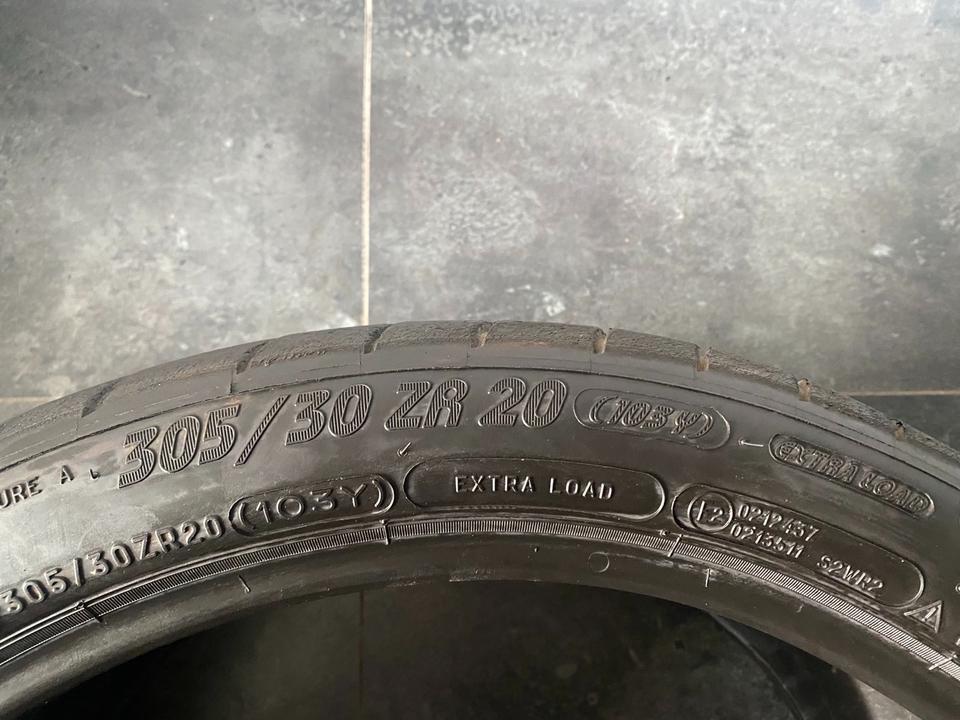 URE A
305/30 ZR 20 (103Y)
EXTRA LOAD
305/30ZR20 (103Y)
EXTRA LOAD
E2 0212437
0213511
S2WR2